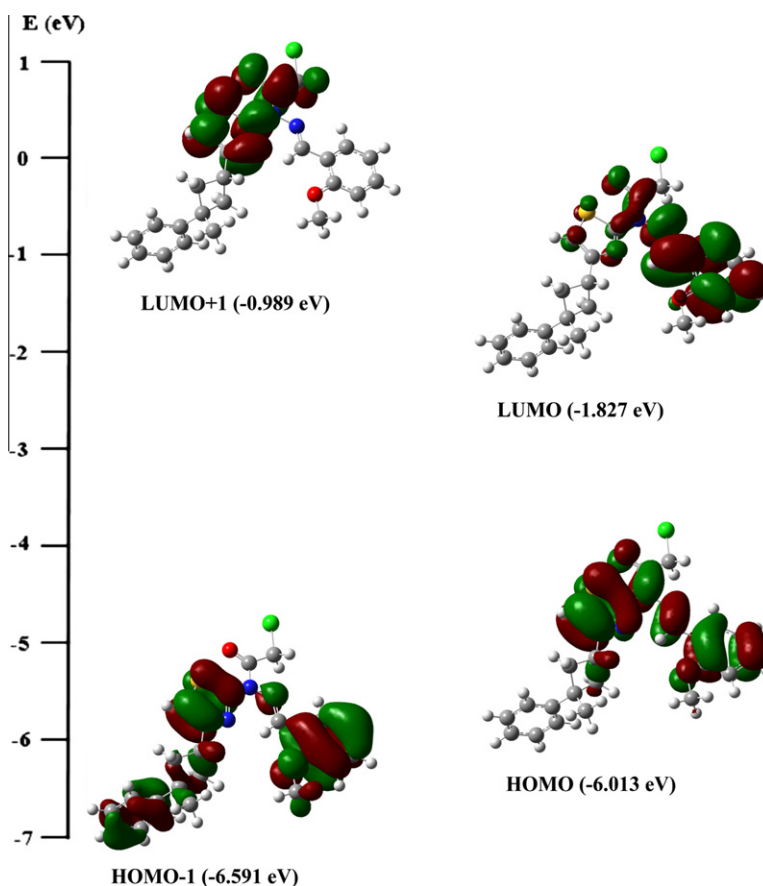 E (eV)
1
0
-1
-2
-3
-4
-5
-6
-7
LUMO+1 (-0.989 eV)
LUMO (-1.827 eV)
HOMO (-6.013 eV)
HOMO-1 (-6.591 eV)